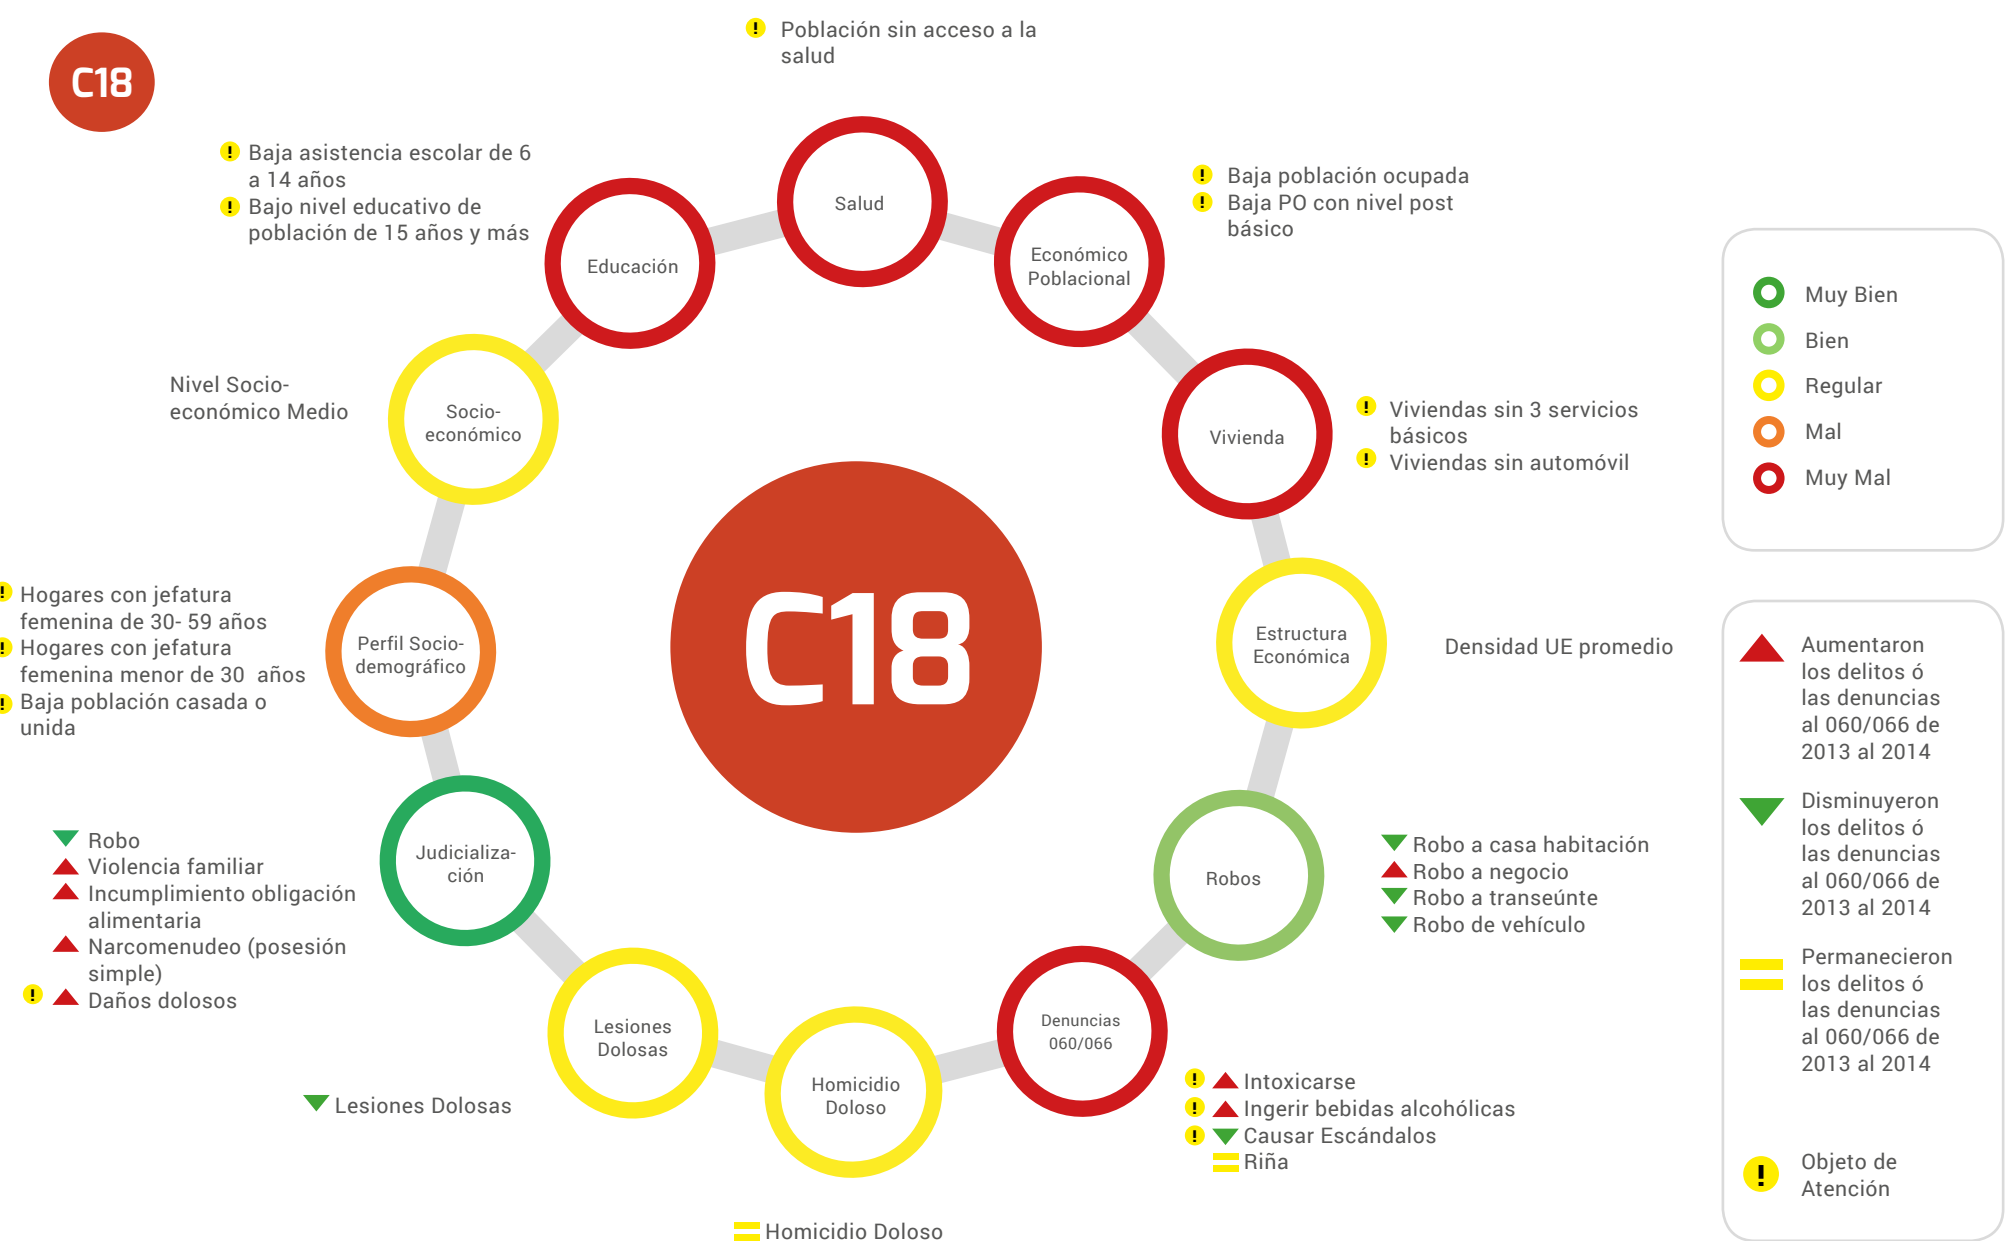 C18
! Población sin acceso a la
salud
! Baja asistencia escolar de 6
a 14 años
! Bajo nivel educativo de
población de 15 años y más
Salud
! Baja población ocupada
! Baja PO con nivel post
básico
Educación
Económico
Poblacional
Nivel Socio-
económico Medio
Socio-
económico
Vivienda
! Viviendas sin 3 servicios
básicos
! Viviendas sin automóvil
C18
! Hogares con jefatura
femenina de 30- 59 años
! Hogares con jefatura
femenina menor de 30 años
! Baja población casada o
unida
Perfil Socio-
demográfico
Estructura
Económica
Densidad UE promedio
Robo
Violencia familiar
Incumplimiento obligación
alimentaria
Narcomenudeo (posesión
simple)
! Daños dolosos
Judicializa-
ción
Robos
Robo a casa habitación
Robo a negocio
Robo a transeúnte
Robo de vehículo
Lesiones
Dolosas
Lesiones Dolosas
Homicidio
Doloso
Homicidio Doloso
Denuncias
060/066
! Intoxicarse
! Ingerir bebidas alcohólicas
! Causar Escándalos
Riña
Muy Bien
Bien
Regular
Mal
Muy Mal
Aumentaron
los delitos ó
las denuncias
al 060/066 de
2013 al 2014
Disminuyeron
los delitos ó
las denuncias
al 060/066 de
2013 al 2014
Permanecieron
los delitos ó
las denuncias
al 060/066 de
2013 al 2014
! Objeto de
Atención